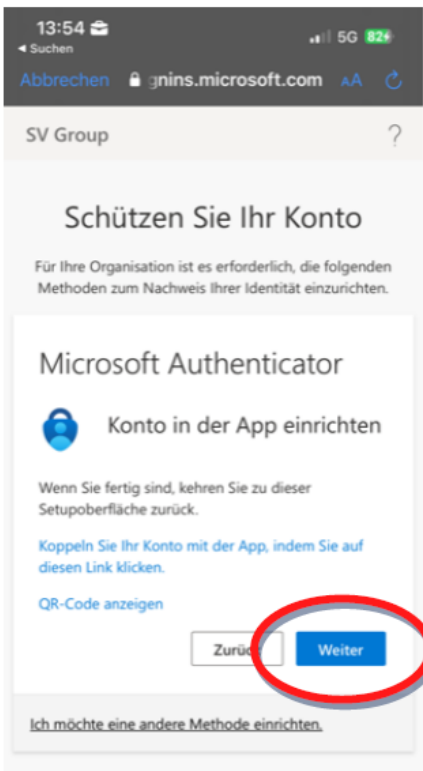 13:54
5G 82
◂ Suchen
Abbrechen gnins.microsoft.com AA
SV Group ?
Schützen Sie Ihr Konto
Für Ihre Organisation ist es erforderlich, die folgenden
Methoden zum Nachweis Ihrer Identität einzurichten.
Microsoft Authenticator
Konto in der App einrichten
Wenn Sie fertig sind, kehren Sie zu dieser
Setupoberfläche zurück.
Koppeln Sie Ihr Konto mit der App, indem Sie auf
diesen Link klicken.
QR-Code anzeigen
Zurück Weiter
Ich möchte eine andere Methode einrichten.